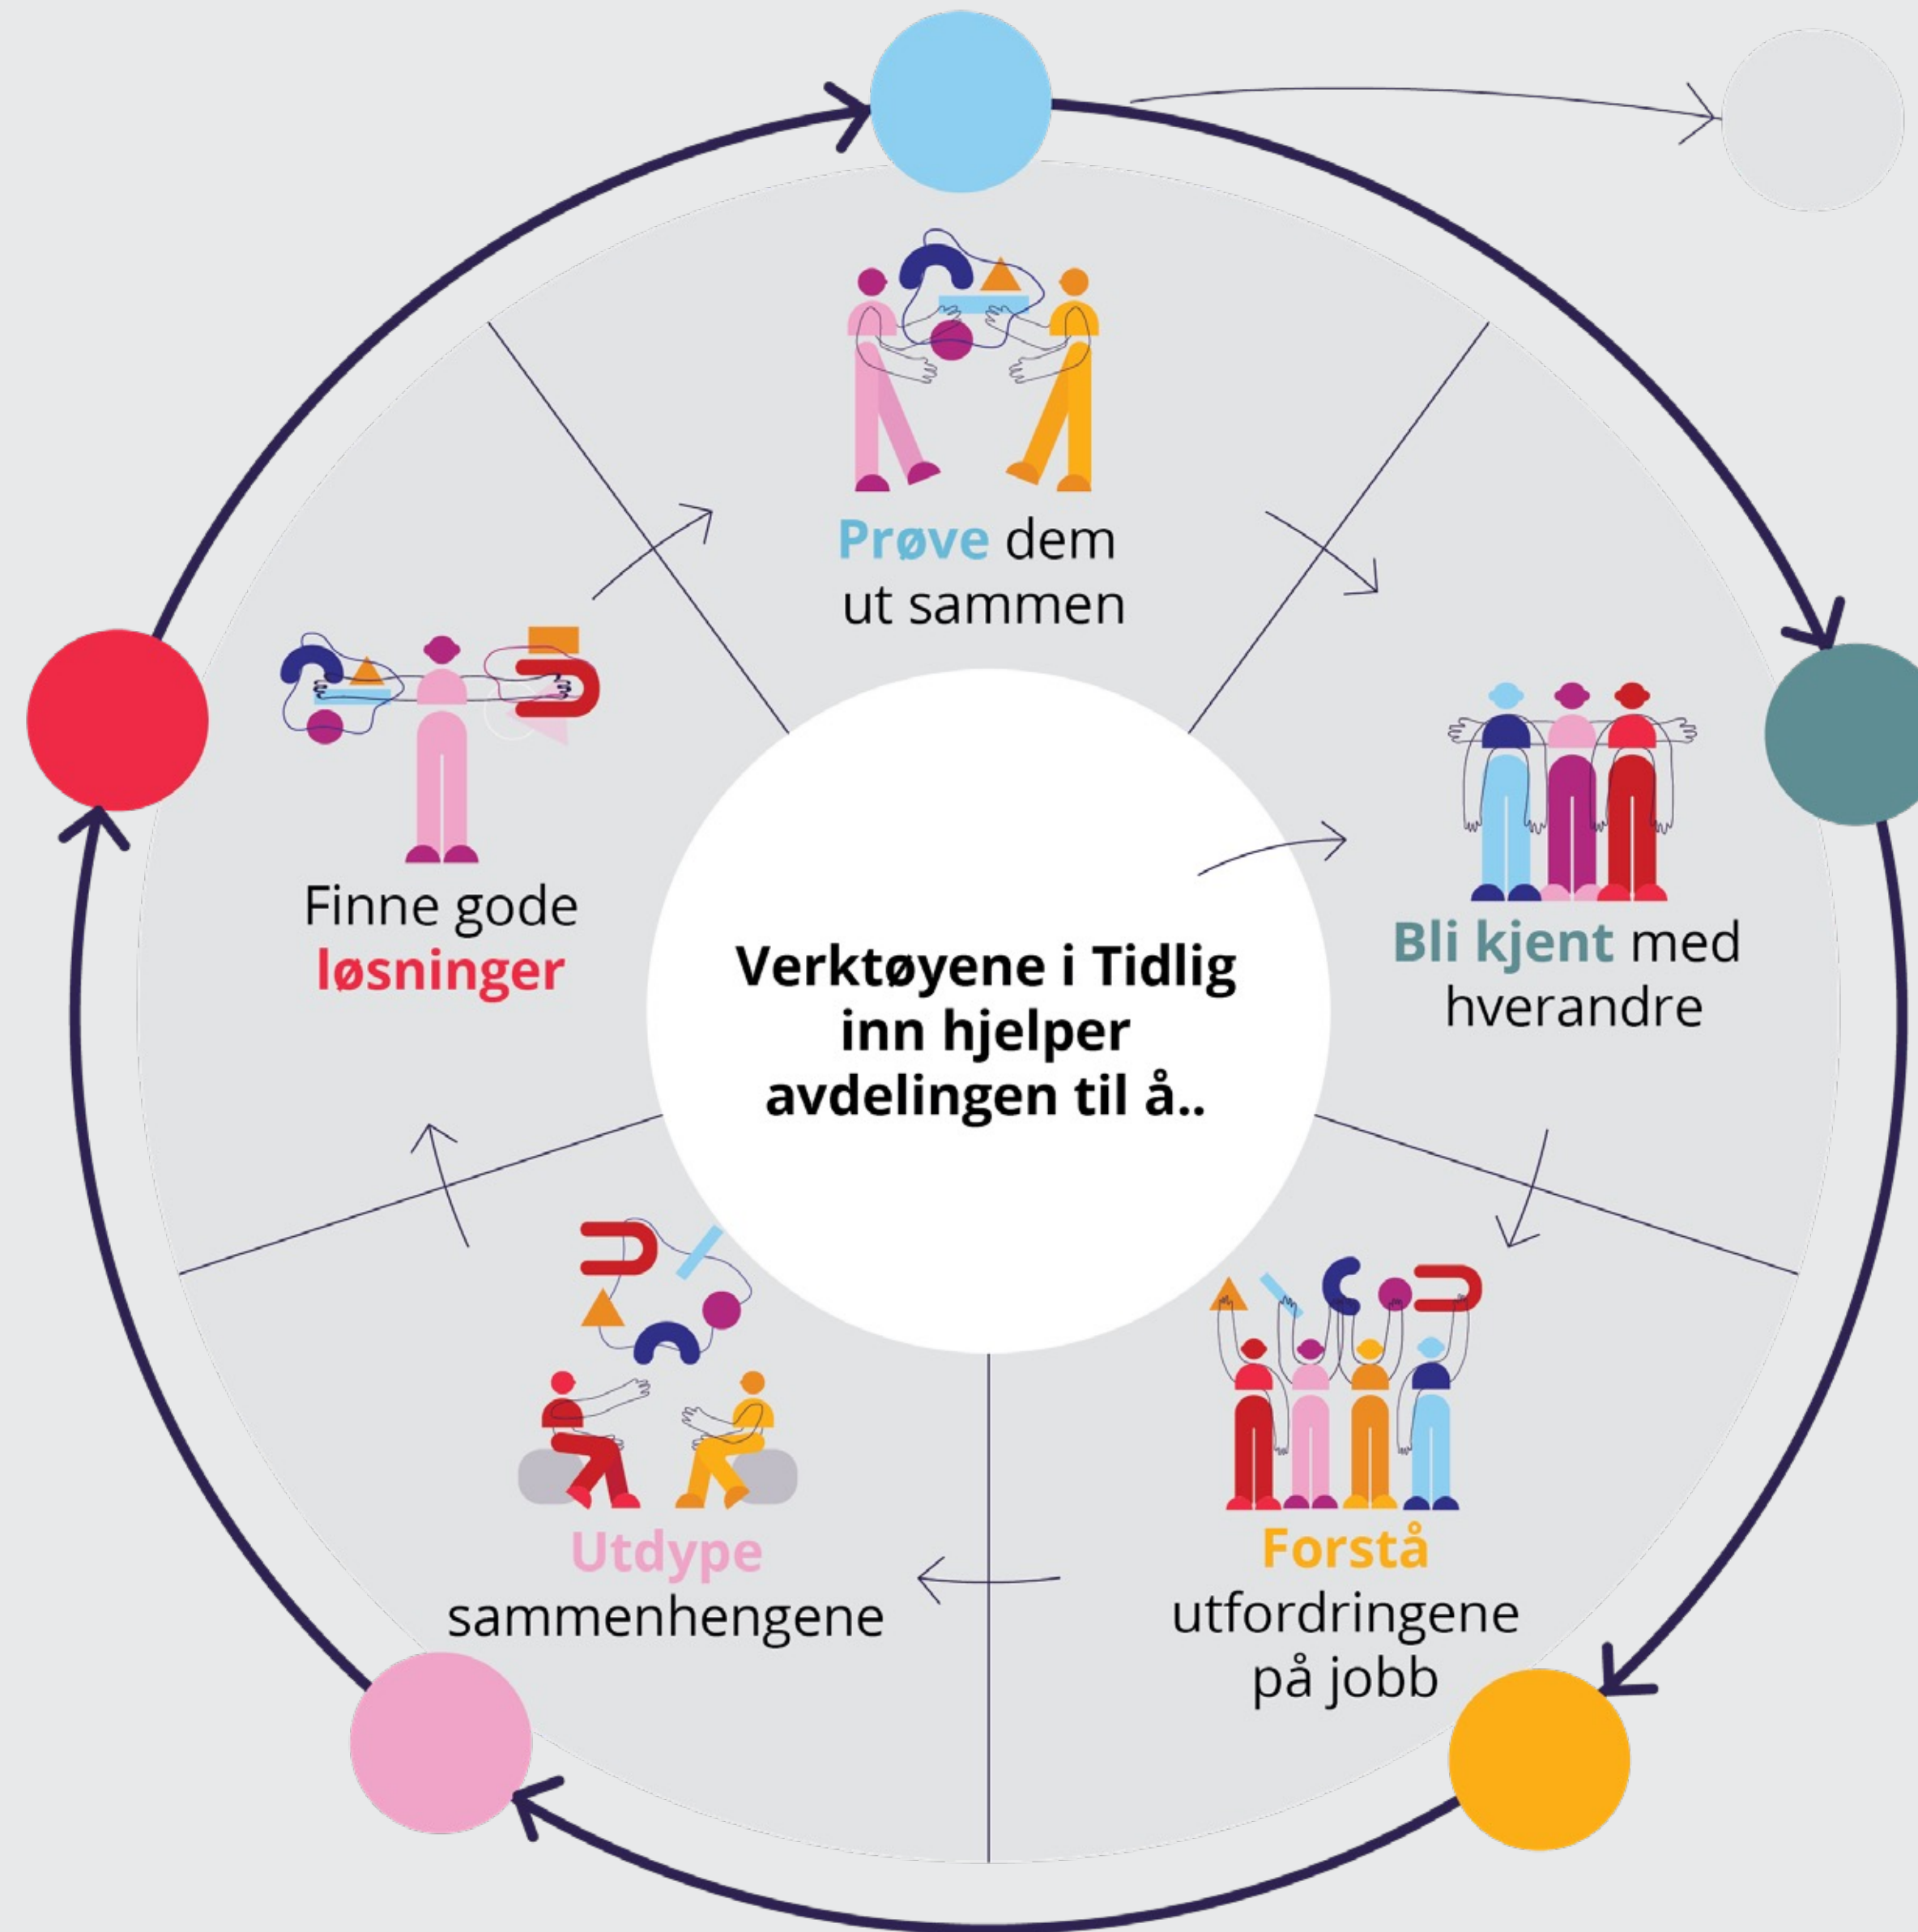 Verktøyene i Tidlig
inn hjelper
avdelingen til å..
Bli kjent med
hverandre
Forstå
utfordringene
på jobb
Utdype
sammenhengene
Finne gode
løsninger
Prøve dem
ut sammen